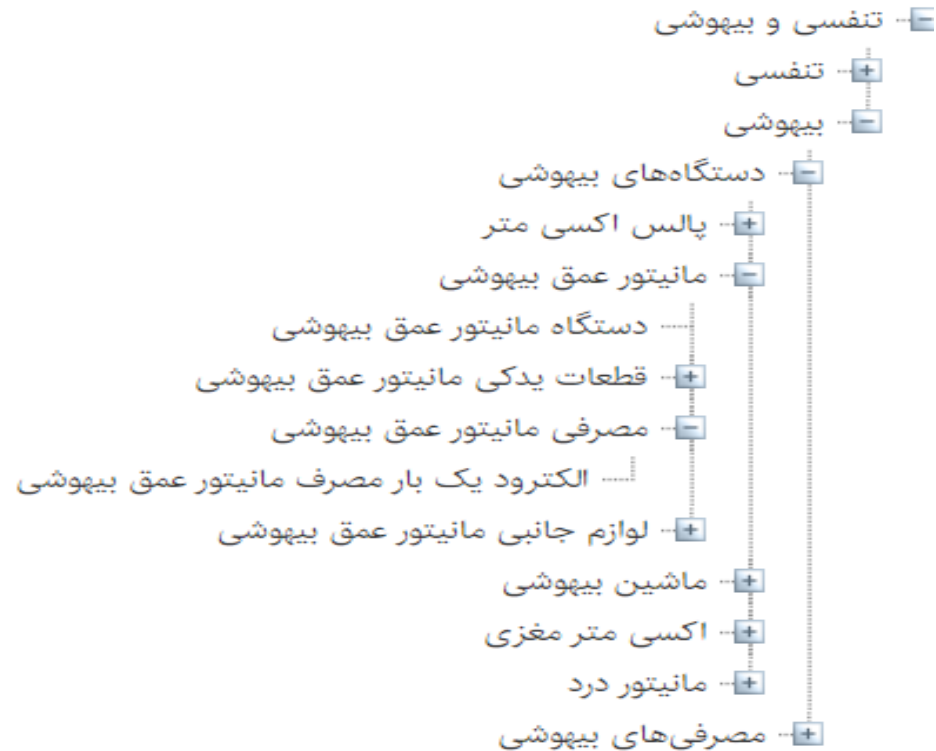 تنفسی و بیهوشی
تنفسی
بیهوشی
دستگاه‌های بیهوشی
پالس اکسی متر
مانیتور عمق بیهوشی
دستگاه مانیتور عمق بیهوشی
قطعات یدکی مانیتور عمق بیهوشی
مصرفی مانیتور عمق بیهوشی
الکترود یک بار مصرف مانیتور عمق بیهوشی
لوازم جانبی مانیتور عمق بیهوشی
ماشین بیهوشی
اکسی متر مغزی
مانیتور درد
مصرفی‌های بیهوشی